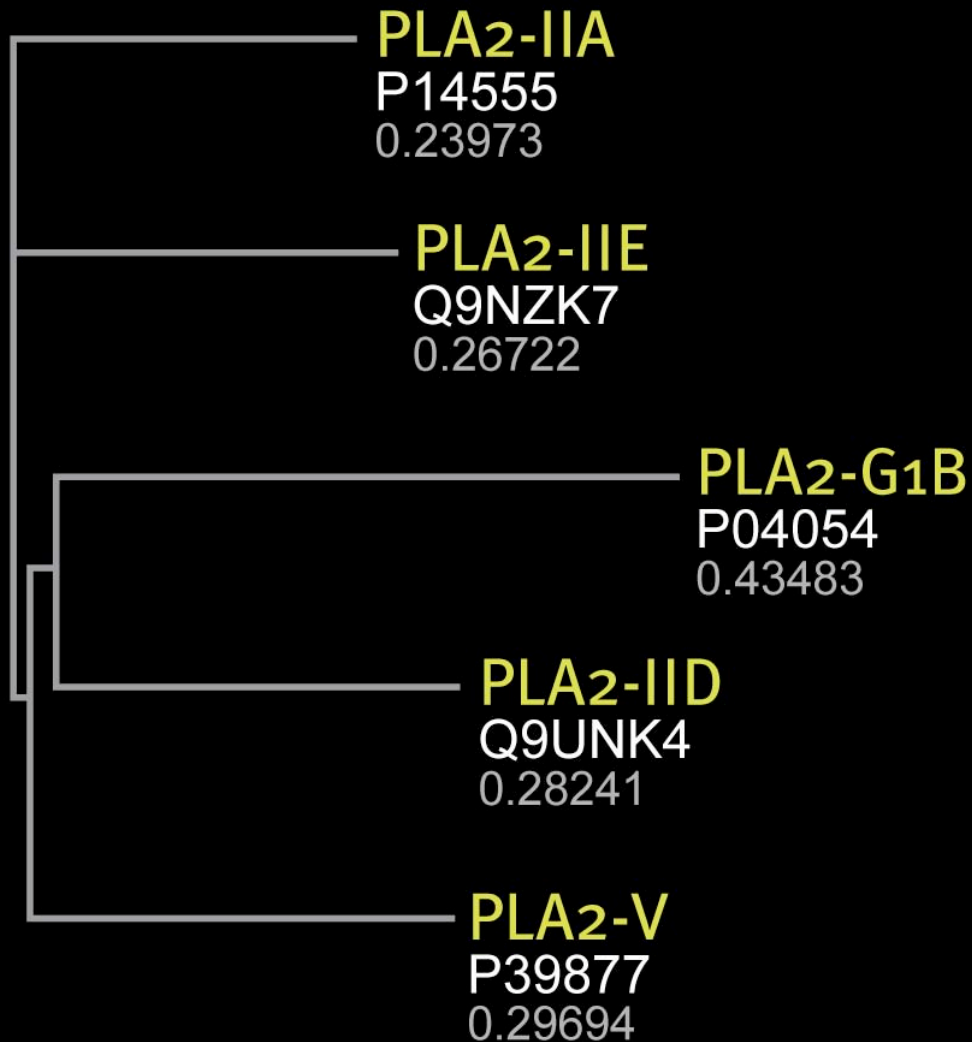 PLA2-IIA
P14555
0.23973
PLA2-IIE
Q9NZK7
0.26722
PLA2-G1B
P04054
0.43483
PLA2-IID
Q9UNK4
0.28241
PLA2-V
P39877
0.29694